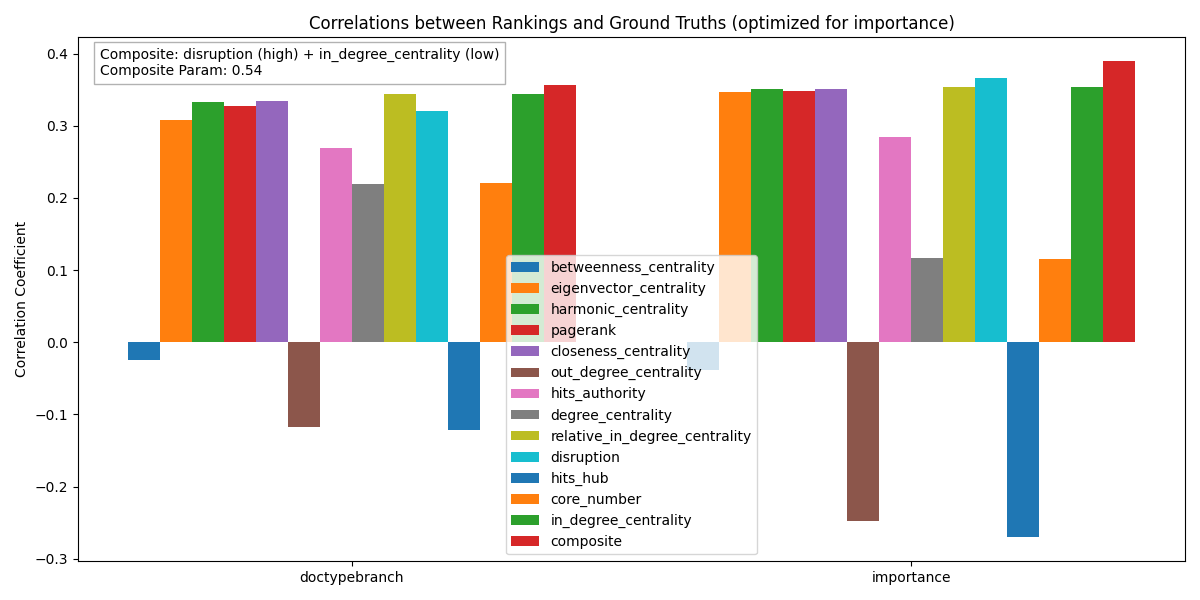 Correlations between Rankings and Ground Truths (optimized for importance)
Composite: disruption (high) + in_degree_centrality (low)
Composite Param: 0.54
Correlation Coefficient
0.4
0.3
0.2
0.1
0.0
−0.1
−0.2
−0.3
betweenness_centrality
eigenvector_centrality
harmonic_centrality
pagerank
closeness_centrality
out_degree_centrality
hits_authority
degree_centrality
relative_in_degree_centrality
disruption
hits_hub
core_number
in_degree_centrality
composite
doctypebranch
importance